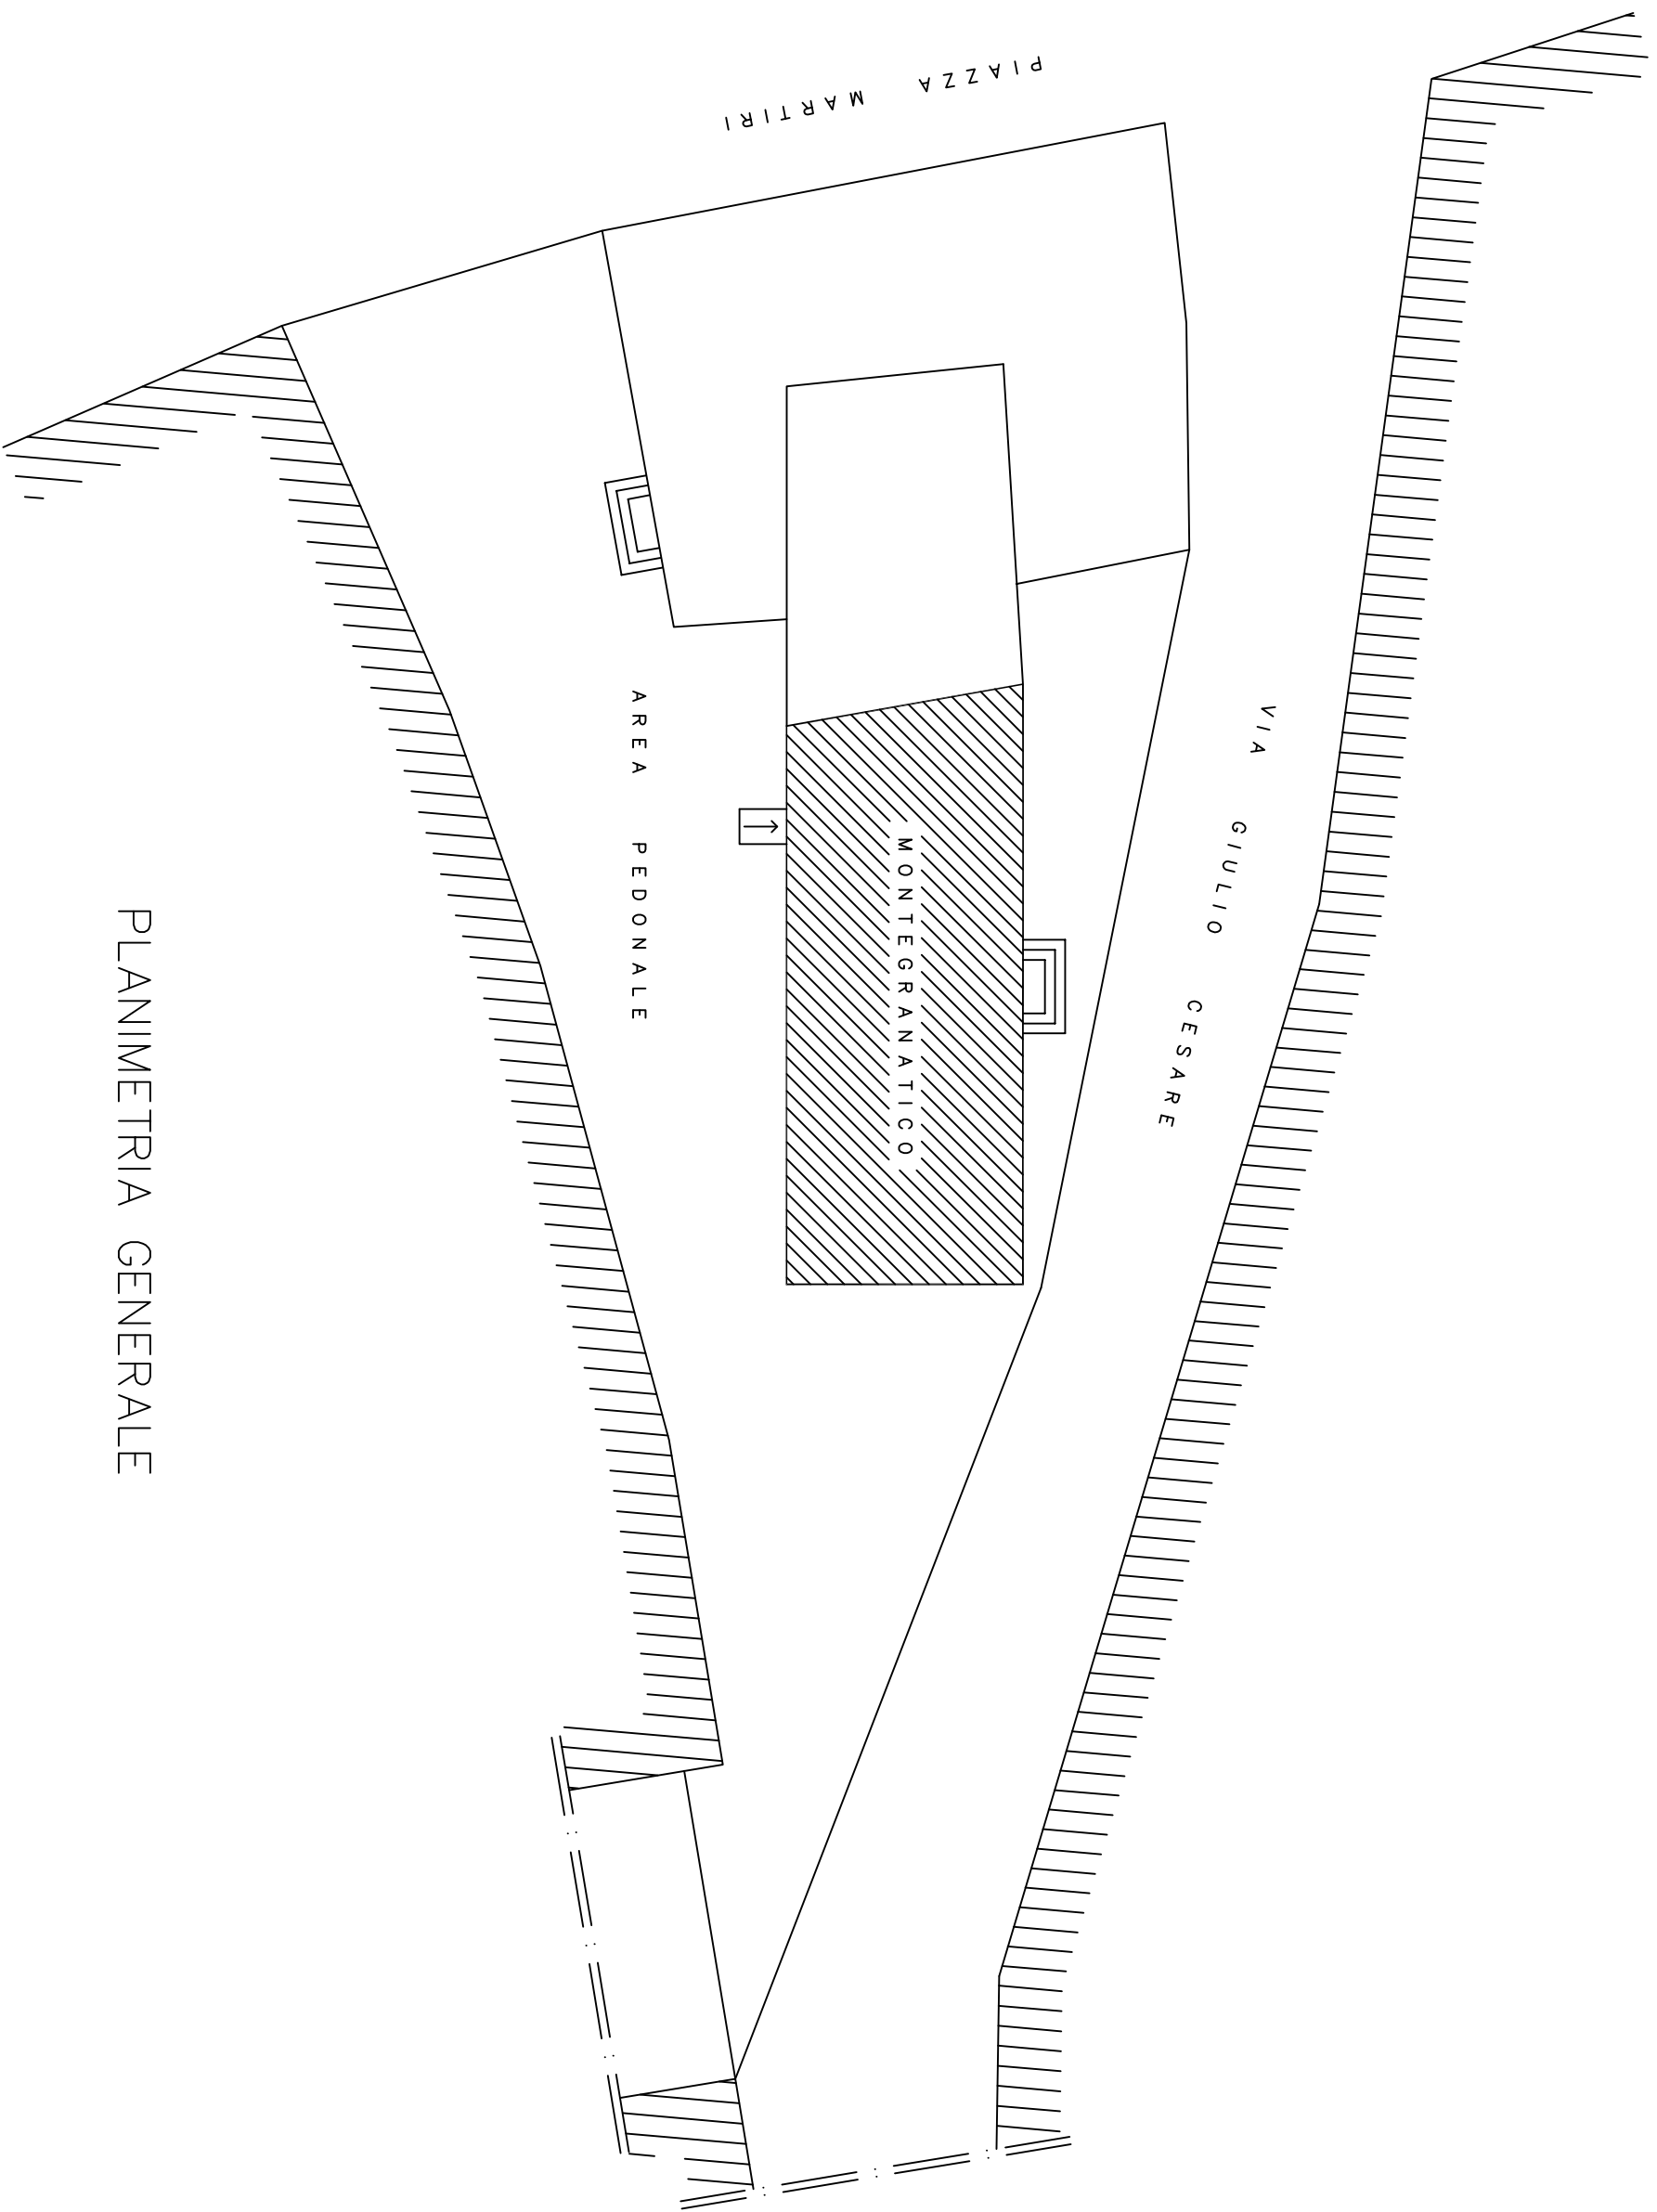 PIAZZA MARTIRI
VIA GIULIO CESARE
AREA PEDONALE
MONTEGRANATICO
PLANIMETRIA GENERALE